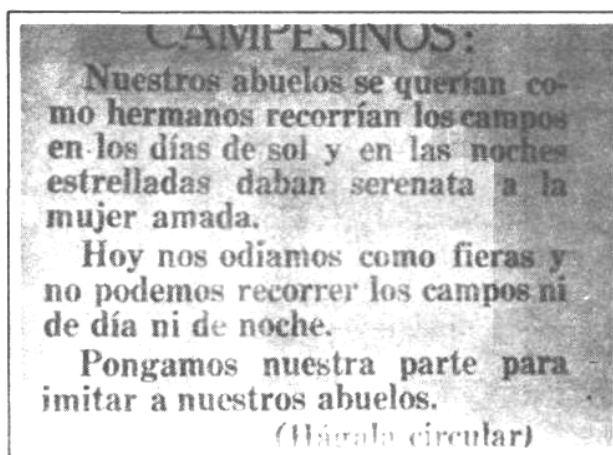 CAMPESINOS:
Nuestros abuelos se querían co-
mo hermanos recorrían los campos
en los días de sol y en las noches
estrelladas daban serenata a la
mujer amada.
Hoy nos odiamos como fieras y
no podemos recorrer los campos ni
de día ni de noche.
Pongamos nuestra parte para
imitar a nuestros abuelos.
(Hágala circular)